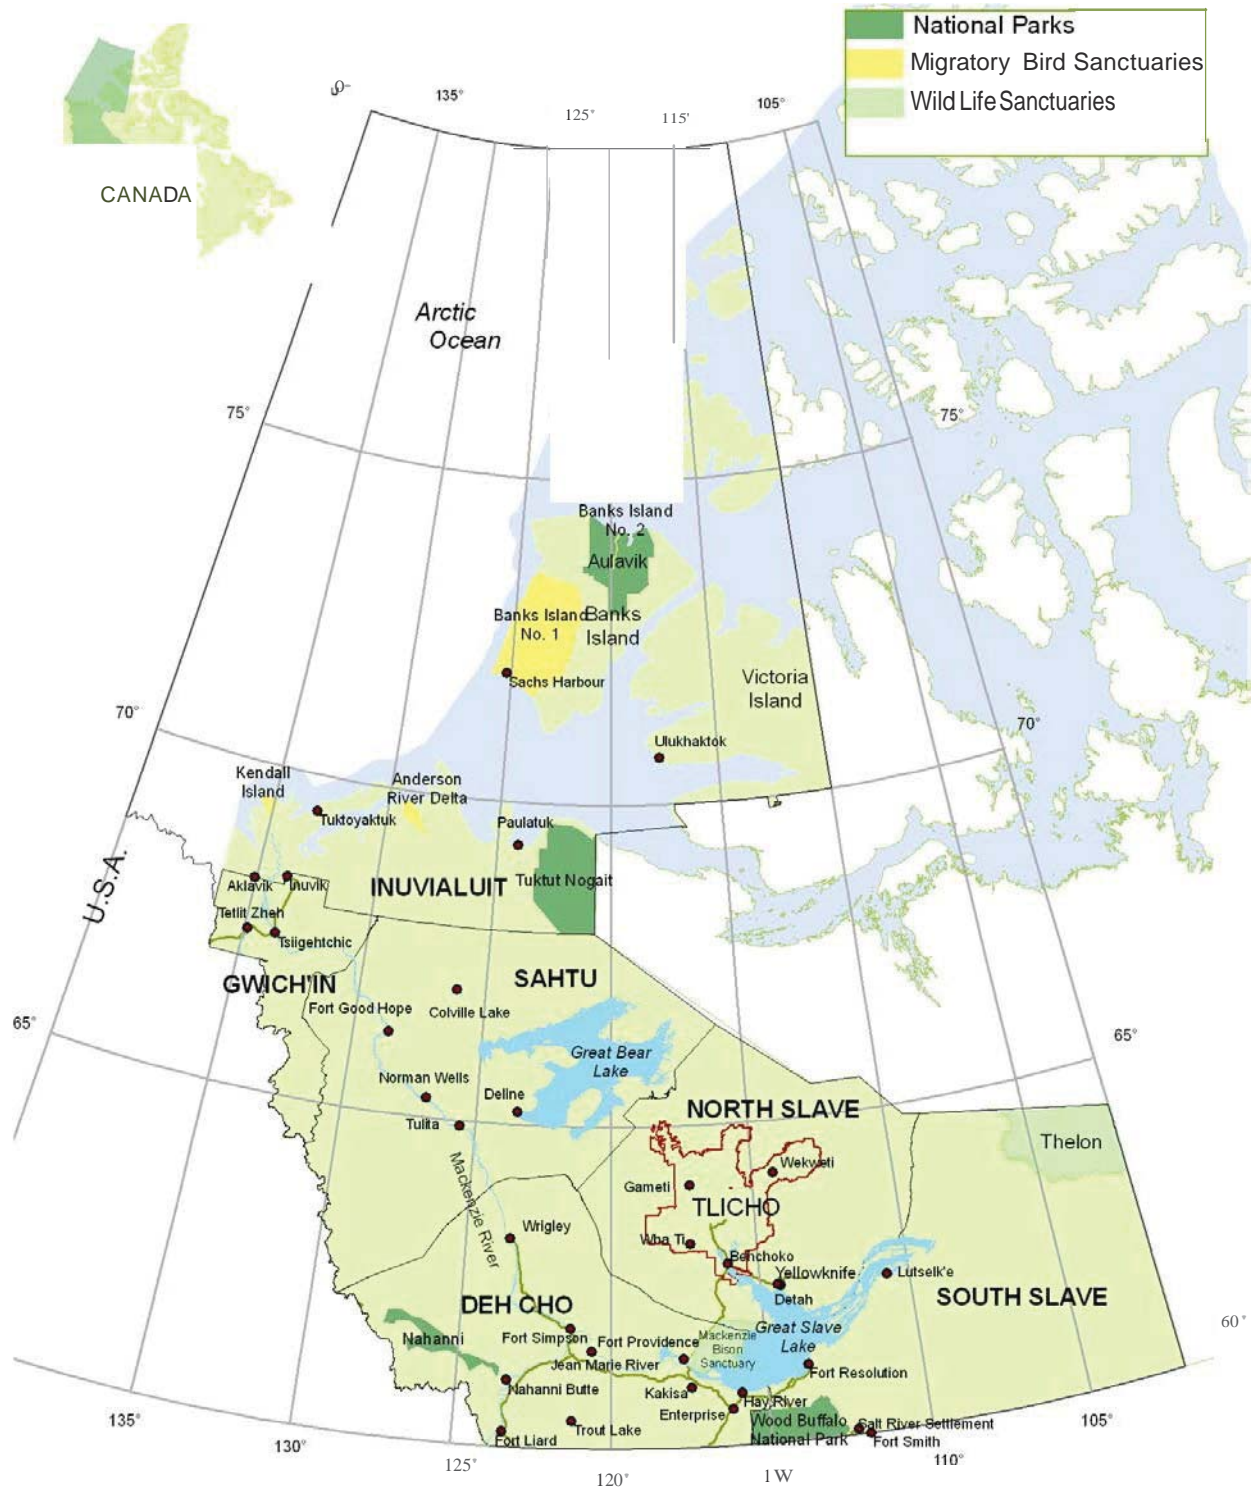 National Parks
Migratory Bird Sanctuaries
Wild Life Sanctuaries
CANADA
135°
125°
115'
105°
Arctic
Ocean
75°
75°
Banks Island
No. 2
Aulavik
Banks Island
No. 1
Banks
Island
Sachs Harbour
Victoria
Island
70°
70°
Ulukhaktok
Kendall
Island
Anderson
River Delta
Tuktoyaktuk
Paulatuk
U.S.A.
Aklavik
Inuvik
INUVIALUIT
Tuktut Nogait
Tetlit Zheh
Tsiigehtchic
GWICH'IN
SAHTU
Fort Good Hope
Colville Lake
65°
65°
Great Bear
Lake
Norman Wells
Deline
Tulita
NORTH SLAVE
Thelon
Mackenzie River
Wekweti
Gameti
TLICHO
Wrigley
Wha Ti
Benchoko
Yellowknife
Detah
Lutselk'e
DEH CHO
SOUTH SLAVE
Nahanni
Fort Simpson
Fort Providence
Mackenzie
Bison
Sanctuary
Great Slave
Lake
60°
Jean Marie River
Fort Resolution
Nahanni Butte
Kakisa
Hay River
Enterprise
Trout Lake
Wood Buffalo
National Park
Salt River Settlement
Fort Smith
Fort Liard
135°
130°
125°
120°
1 W
110°
105°